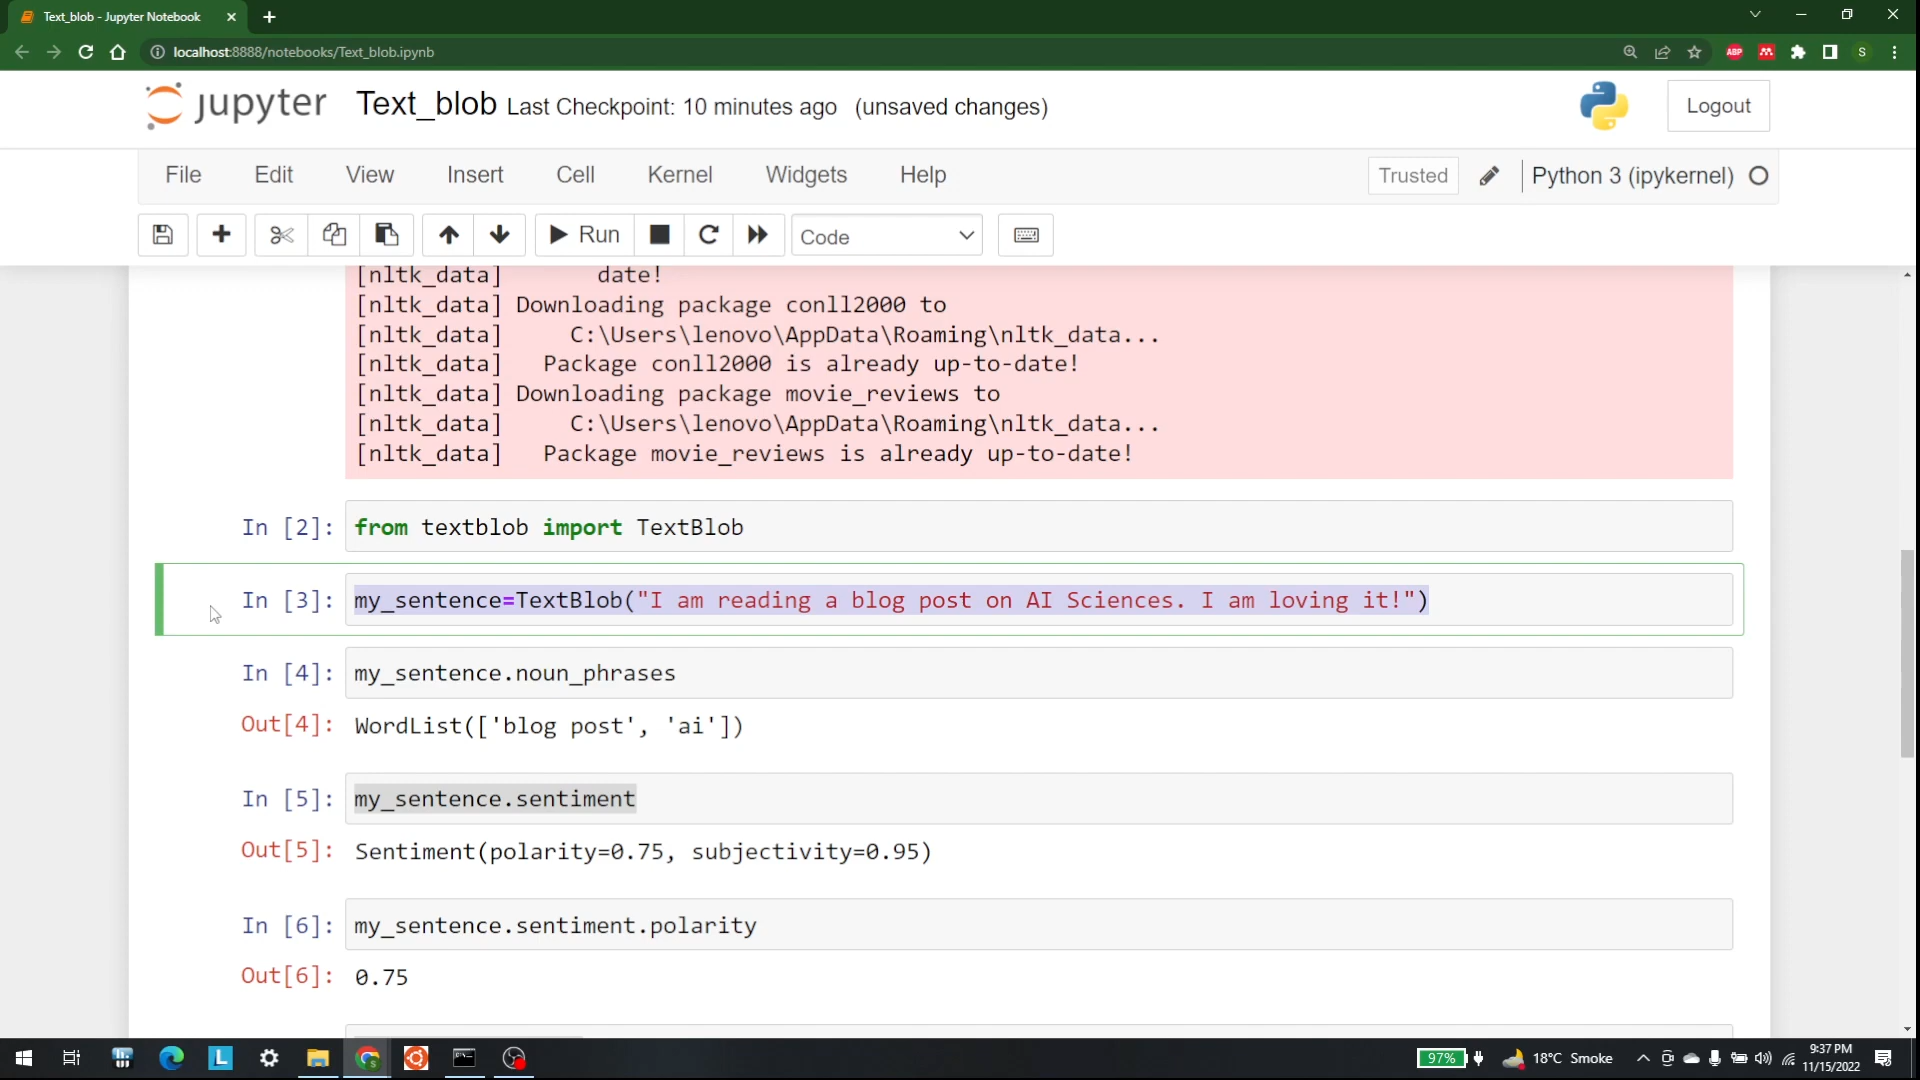 Text_blob - Jupyter Notebook
localhost:8888/notebooks/Text_blob.ipynb
ABP
S
jupyter Text_blob Last Checkpoint: 10 minutes ago (unsaved changes)
Logout
File Edit View Insert Cell Kernel Widgets Help
Trusted
Python 3 (ipykernel)
Run
Code
[nltk_data]       date!
[nltk_data] Downloading package conll2000 to
[nltk_data]     C:\Users\lenovo\AppData\Roaming\nltk_data...
[nltk_data]   Package conll2000 is already up-to-date!
[nltk_data] Downloading package movie_reviews to
[nltk_data]     C:\Users\lenovo\AppData\Roaming\nltk_data...
[nltk_data]   Package movie_reviews is already up-to-date!
In [2]: from textblob import TextBlob
In [3]: my_sentence=TextBlob("I am reading a blog post on AI Sciences. I am loving it!")
In [4]: my_sentence.noun_phrases
Out[4]: WordList(['blog post', 'ai'])
In [5]: my_sentence.sentiment
Out[5]: Sentiment(polarity=0.75, subjectivity=0.95)
In [6]: my_sentence.sentiment.polarity
Out[6]: 0.75
L
97%
18°C Smoke
9:37 PM
11/15/2022